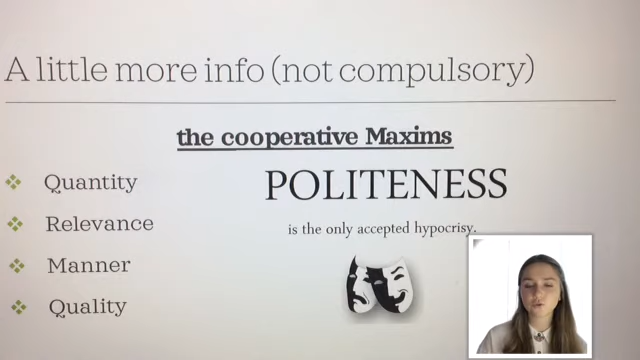 A little more info (not compulsory)
the cooperative Maxims
Quantity
Relevance
Manner
Quality
POLITENESS
is the only accepted hypocrisy.